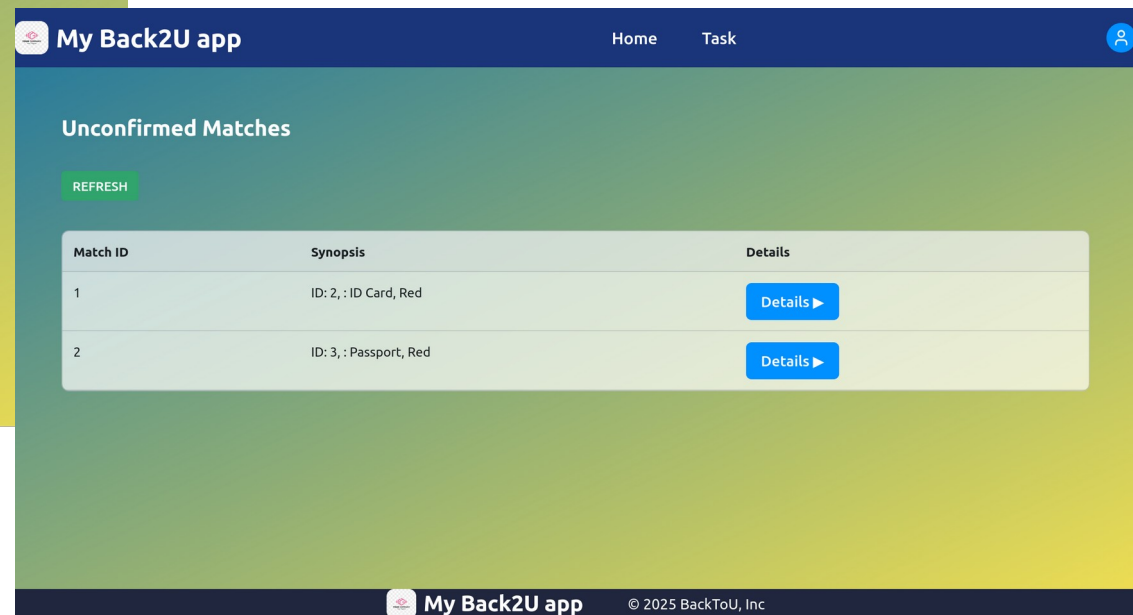 My Back2U app Home Task
Unconfirmed Matches
REFRESH
Match ID Synopsis Details
1 ID: 2, : ID Card, Red Details ▶
2 ID: 3, : Passport, Red Details ▶
My Back2U app © 2025 BackToU, Inc